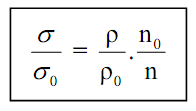 σ/σ₀ = ρ/ρ₀ . n₀/n